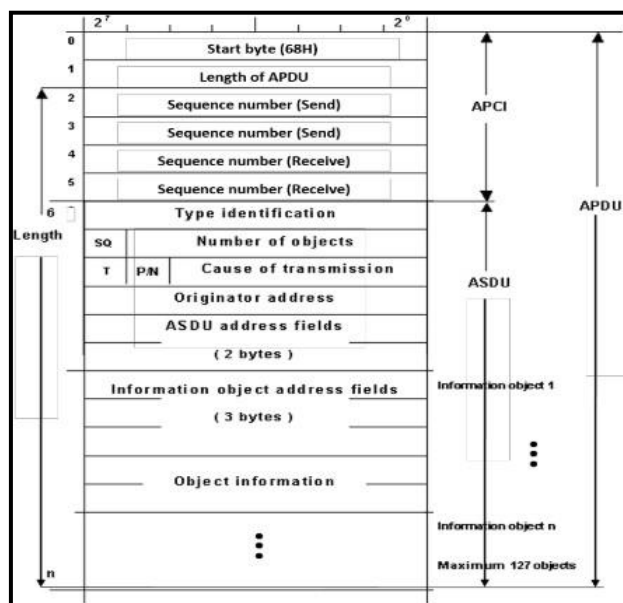 2⁷ 2⁰
0 Start byte (68H)
1 Length of APDU
2 Sequence number (Send)
3 Sequence number (Send)
APCI
4 Sequence number (Receive)
5 Sequence number (Receive)
6 Type identification
APDU
Length
SQ Number of objects
T P/N Cause of transmission
ASDU
Originator address
ASDU address fields
( 2 bytes )
Information object address fields Information object 1
( 3 bytes )
Object information
Information object n
Maximum 127 objects
n